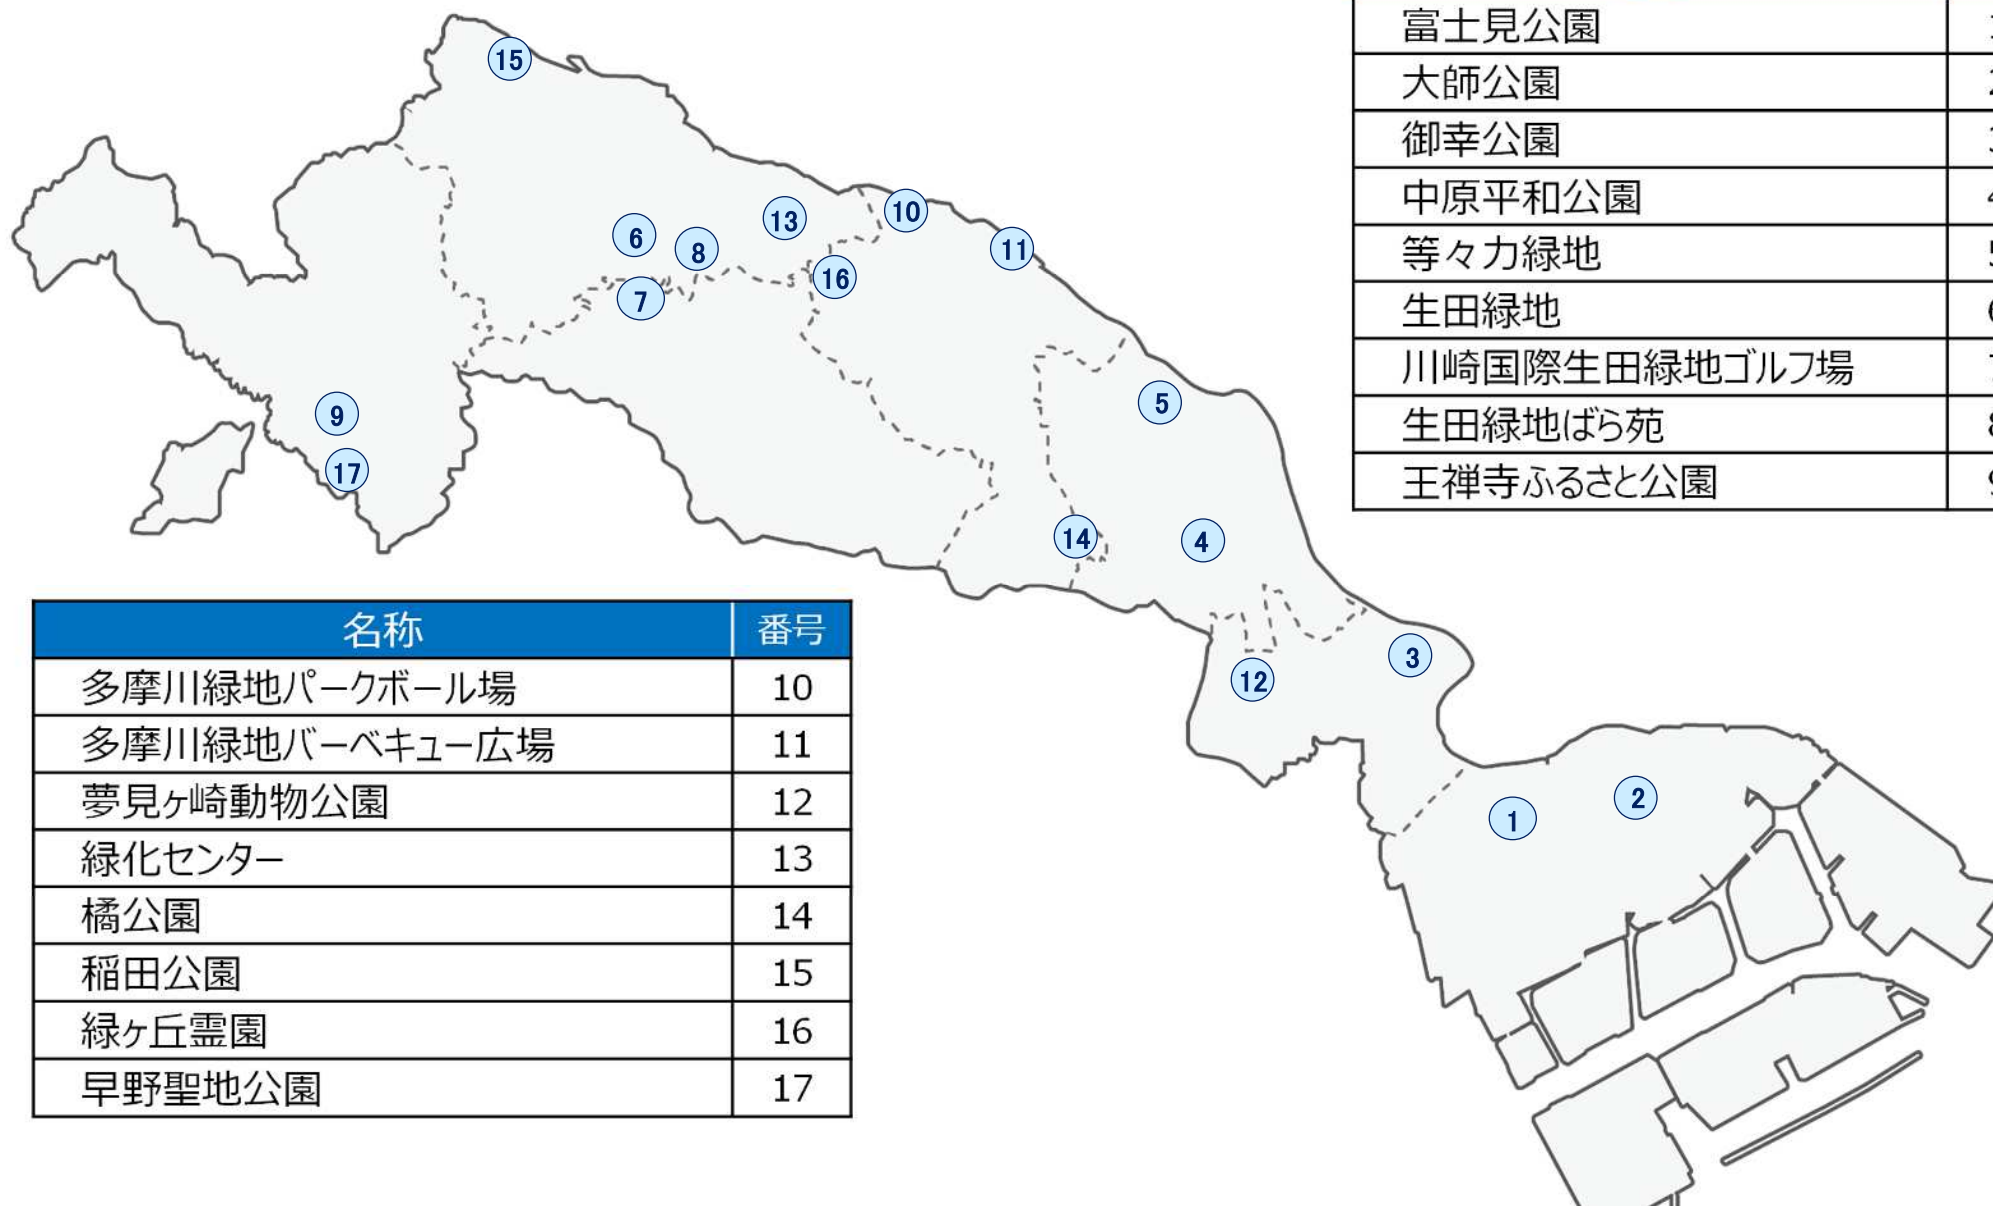 富士見公園
大師公園
御幸公園
中原平和公園
等々力緑地
生田緑地
川崎国際生田緑地ゴルフ場
生田緑地ばら苑
王禅寺ふるさと公園
15
13
10
6
8
11
16
7
5
9
17
14
4
3
12
2
1
名称 番号
多摩川緑地パークボール場 10
多摩川緑地バーベキュー広場 11
夢見ヶ崎動物公園 12
緑化センター 13
橘公園 14
稲田公園 15
緑ヶ丘霊園 16
早野聖地公園 17